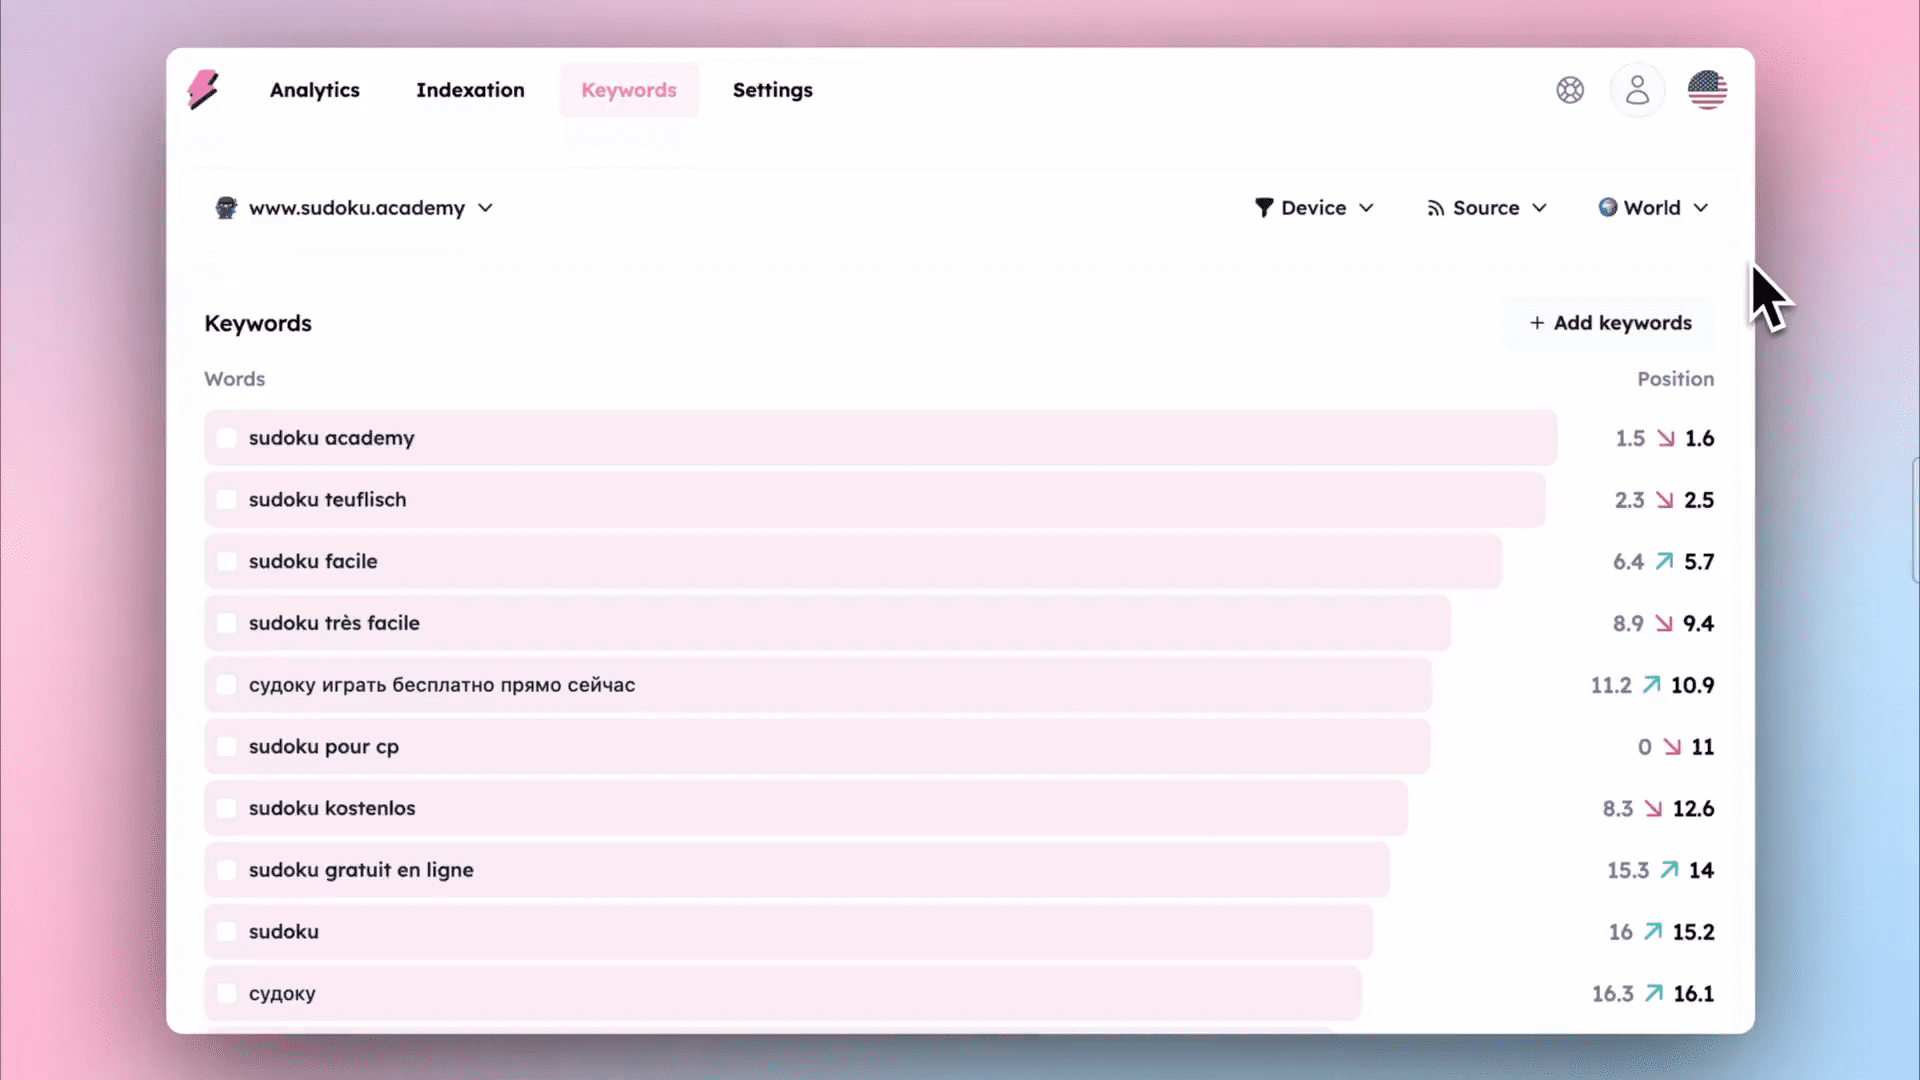 Analytics Indexation Keywords Settings
www.sudoku.academy Device Source World
Keywords + Add keywords
Words Position
sudoku academy 1.5 ↘ 1.6
sudoku teuflisch 2.3 ↘ 2.5
sudoku facile 6.4 ↗ 5.7
sudoku très facile 8.9 ↘ 9.4
судоку играть бесплатно прямо сейчас 11.2 ↗ 10.9
sudoku pour cp 0 ↘ 11
sudoku kostenlos 8.3 ↘ 12.6
sudoku gratuit en ligne 15.3 ↗ 14
sudoku 16 ↗ 15.2
судоку 16.3 ↗ 16.1